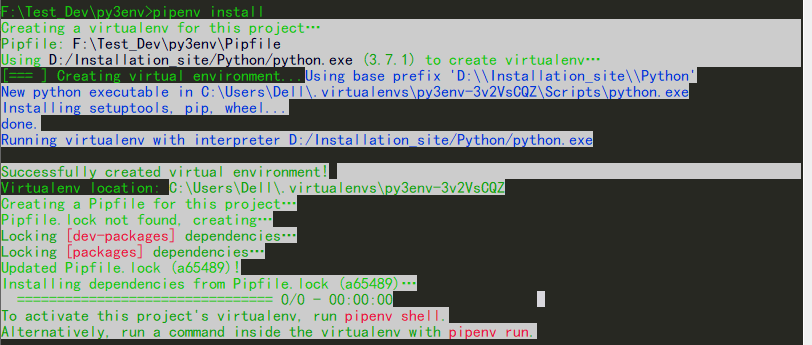 F:\Test_Dev\py3env>pipenv install
Creating a virtualenv for this project…
Pipfile: F:\Test_Dev\py3env\Pipfile
Using D:/Installation_site/Python/python.exe (3.7.1) to create virtualenv…
[=== ] Creating virtual environment...Using base prefix 'D:\\Installation_site\\Python'
New python executable in C:\Users\Dell\.virtualenvs\py3env-3v2VsCQZ\Scripts\python.exe
Installing setuptools, pip, wheel...
done.
Running virtualenv with interpreter D:/Installation_site/Python/python.exe
Successfully created virtual environment!
Virtualenv location: C:\Users\Dell\.virtualenvs\py3env-3v2VsCQZ
Creating a Pipfile for this project…
Pipfile.lock not found, creating…
Locking [dev-packages] dependencies…
Locking [packages] dependencies…
Updated Pipfile.lock (a65489)!
Installing dependencies from Pipfile.lock (a65489)…
================================ 0/0 - 00:00:00
To activate this project's virtualenv, run pipenv shell.
Alternatively, run a command inside the virtualenv with pipenv run.